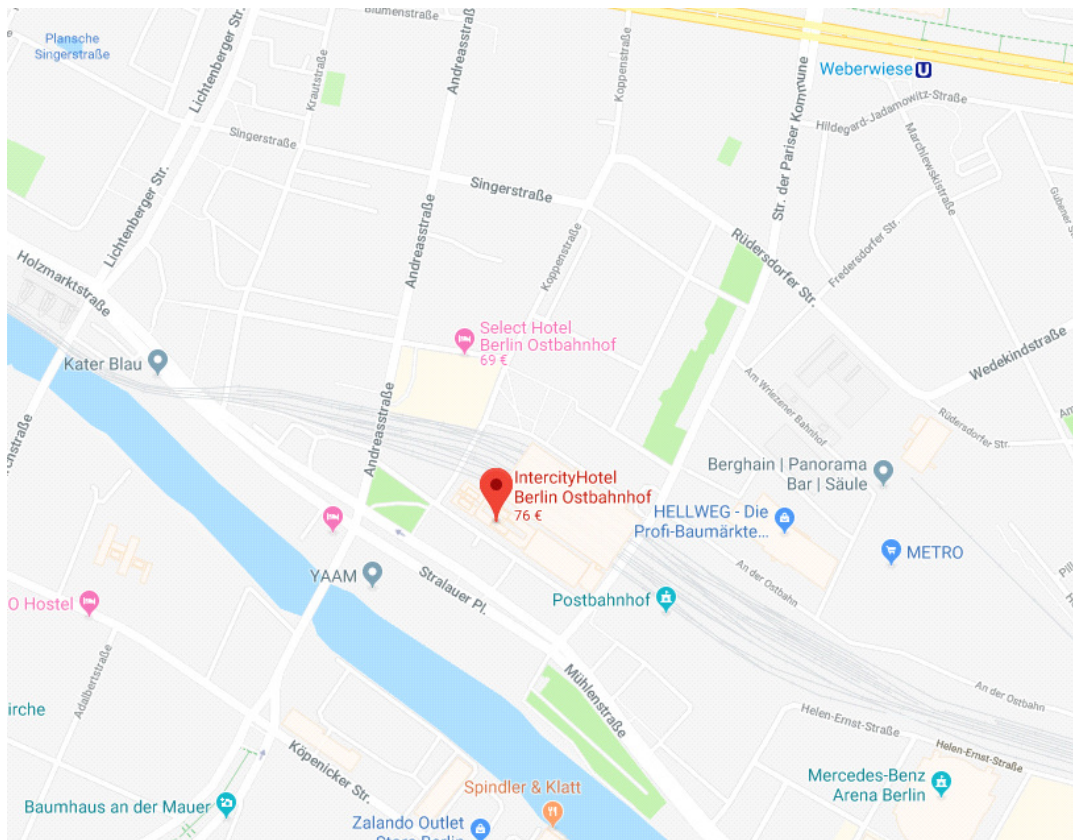 Blumenstraße
Plansche
Singerstraße
Lichtenberger Str.
Krautstraße
Andreasstraße
Koppenstraße
Weberwiese U
Str. der Pariser Kommune
Hildegard-Jadamowitz-Straße
Marchlewskistraße
Singerstraße
Singerstraße
Lichtenberger Str.
Andreasstraße
Koppenstraße
Rüdersdorfer Str.
Fredersdorfer Str.
Holzmarktstraße
Select Hotel
Berlin Ostbahnhof
69 €
Kater Blau
Wedekindstraße
Am Wriezener Bahnhof
Rüdersdorfer Str.
Andreasstraße
IntercityHotel
Berlin Ostbahnhof
76 €
Berghain | Panorama
Bar | Säule
HELLWEG - Die
Profi-Baumärkte...
METRO
YAAM
Stralauer Pl.
An der Ostbahn
Postbahnhof
O Hostel
Adalbertstraße
Mühlenstraße
An der Ostbahn
irche
Helen-Ernst-Straße
Helen-Ernst-Straße
Köpenicker Str.
Mercedes-Benz
Arena Berlin
Spindler & Klatt
Baumhaus an der Mauer
Zalando Outlet